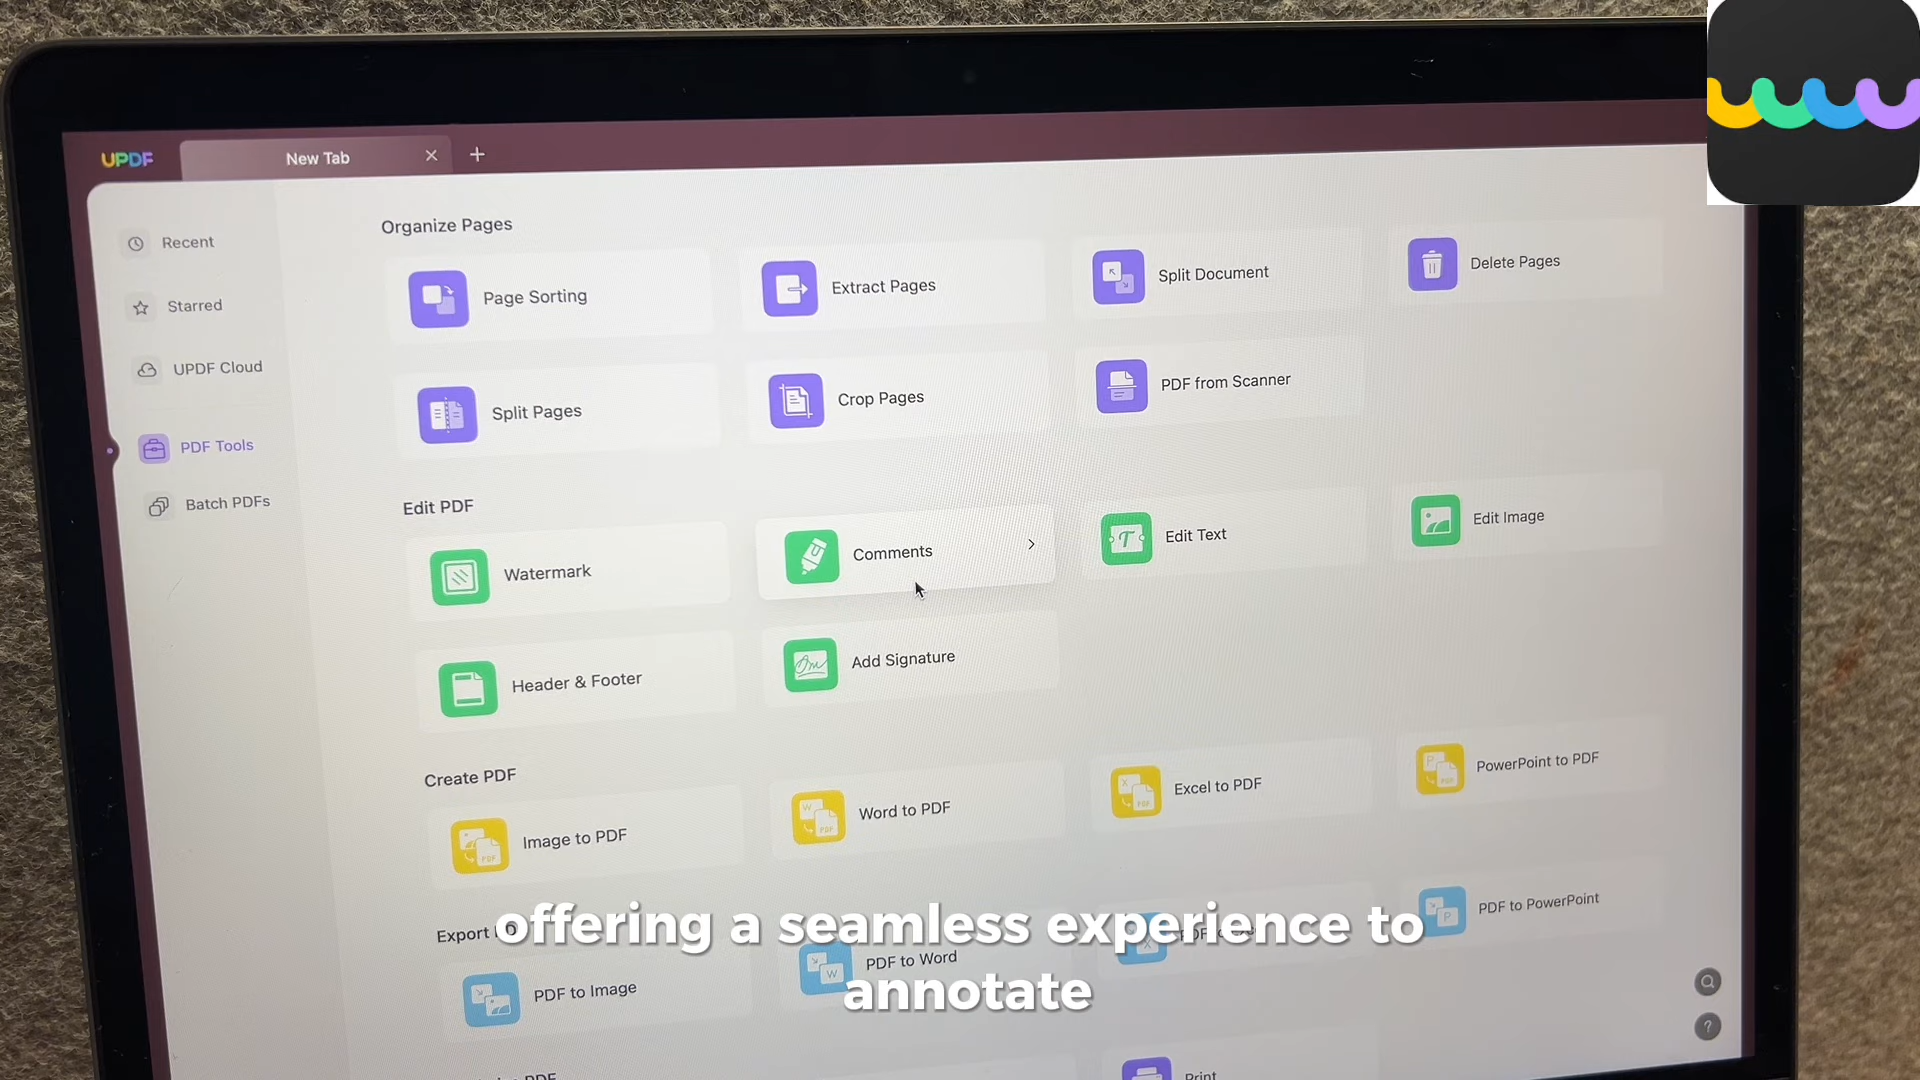 UPDF
New Tab
Recent
Starred
UPDF Cloud
PDF Tools
Batch PDFs
Organize Pages
Page Sorting
Extract Pages
Split Document
Delete Pages
Split Pages
Crop Pages
PDF from Scanner
Edit PDF
Watermark
Comments
Edit Text
Edit Image
Header & Footer
Add Signature
Create PDF
Image to PDF
Word to PDF
Excel to PDF
PowerPoint to PDF
Export
PDF to Image
PDF to Word
PDF to PowerPoint
Print
offering a seamless experience to
annotate